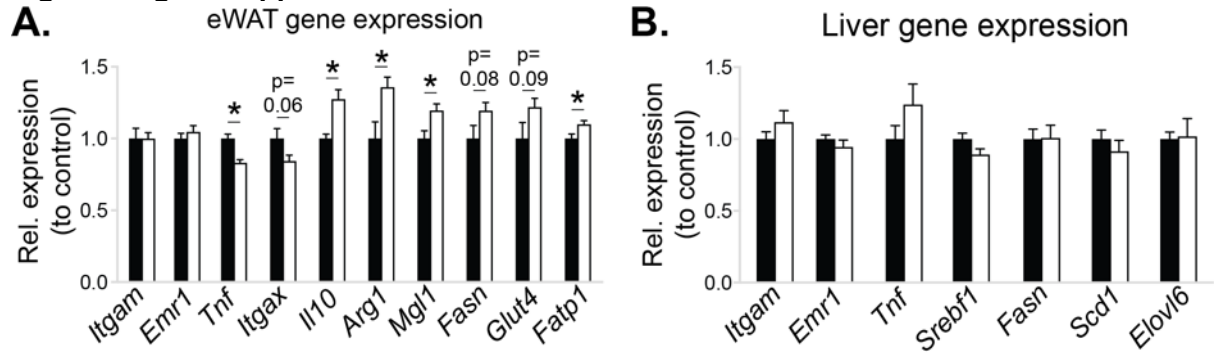 A. eWAT gene expression
Rel. expression
(to control)
1.5
1.0
0.5
0.0
*
p=
0.06
*
*
*
p=
0.08
p=
0.09
*
Itgam
Emr1
Tnf
Itgax
Il10
Arg1
Mgl1
Fasn
Glut4
Fatp1
B. Liver gene expression
Rel. expression
(to control)
1.5
1.0
0.5
0.0
Itgam
Emr1
Tnf
Srebf1
Fasn
Scd1
Elovl6